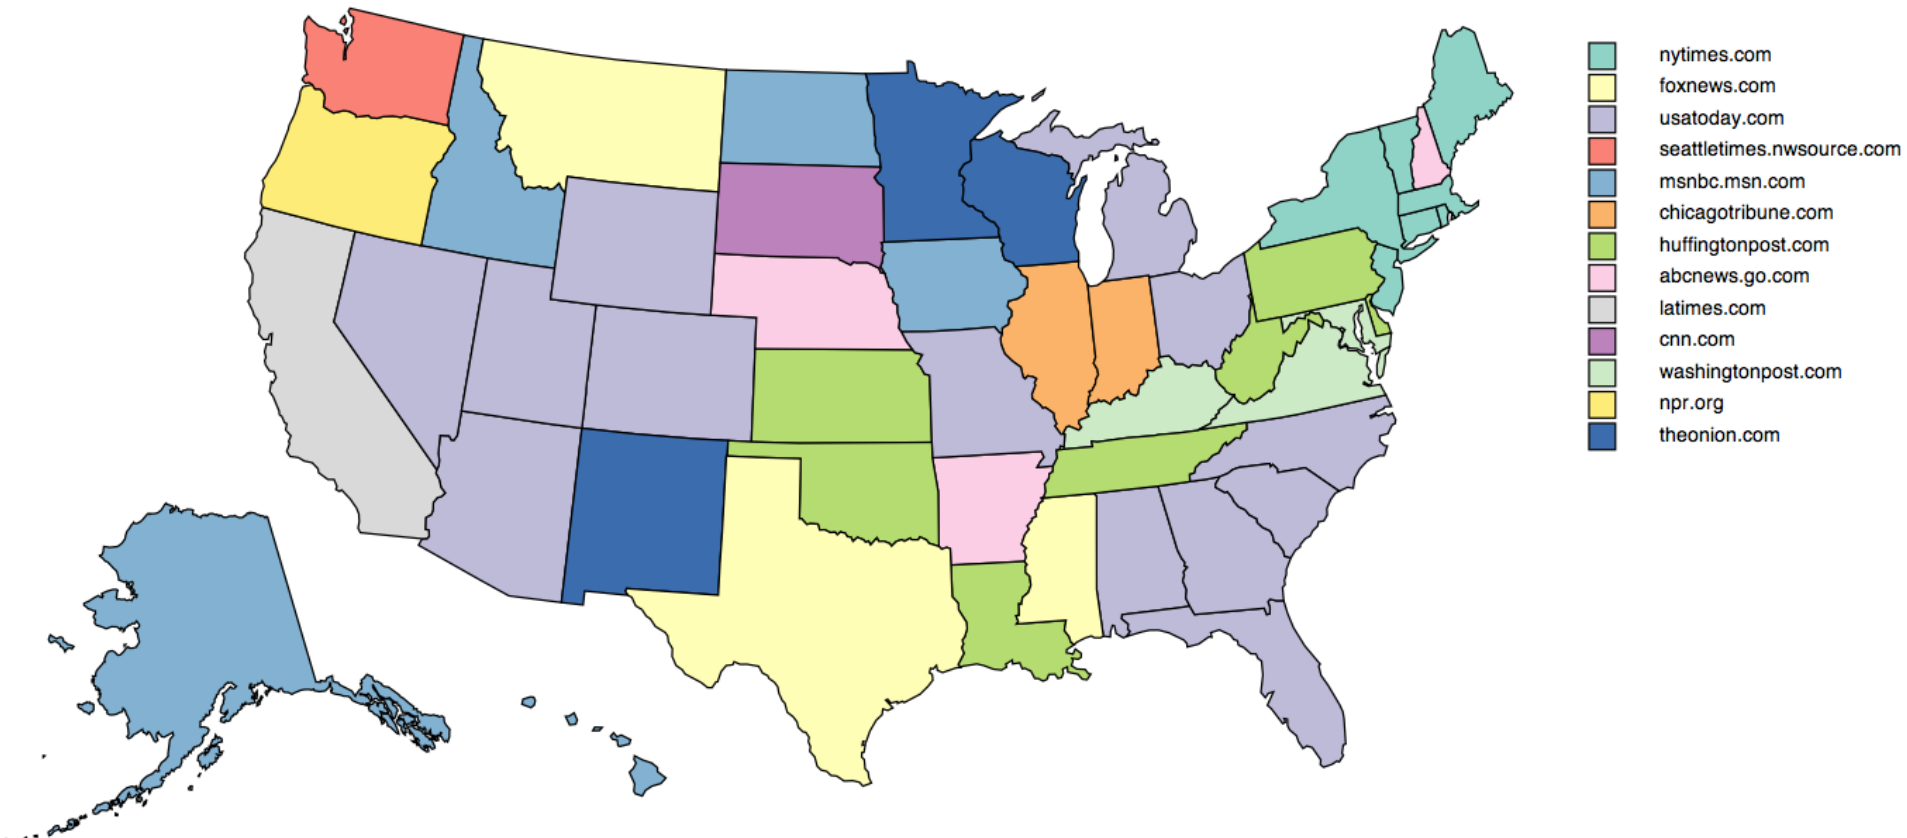 nytimes.com
foxnews.com
usatoday.com
seattletimes.nwsource.com
msnbc.msn.com
chicagotribune.com
huffingtonpost.com
abcnews.go.com
latimes.com
cnn.com
washingtonpost.com
npr.org
theonion.com